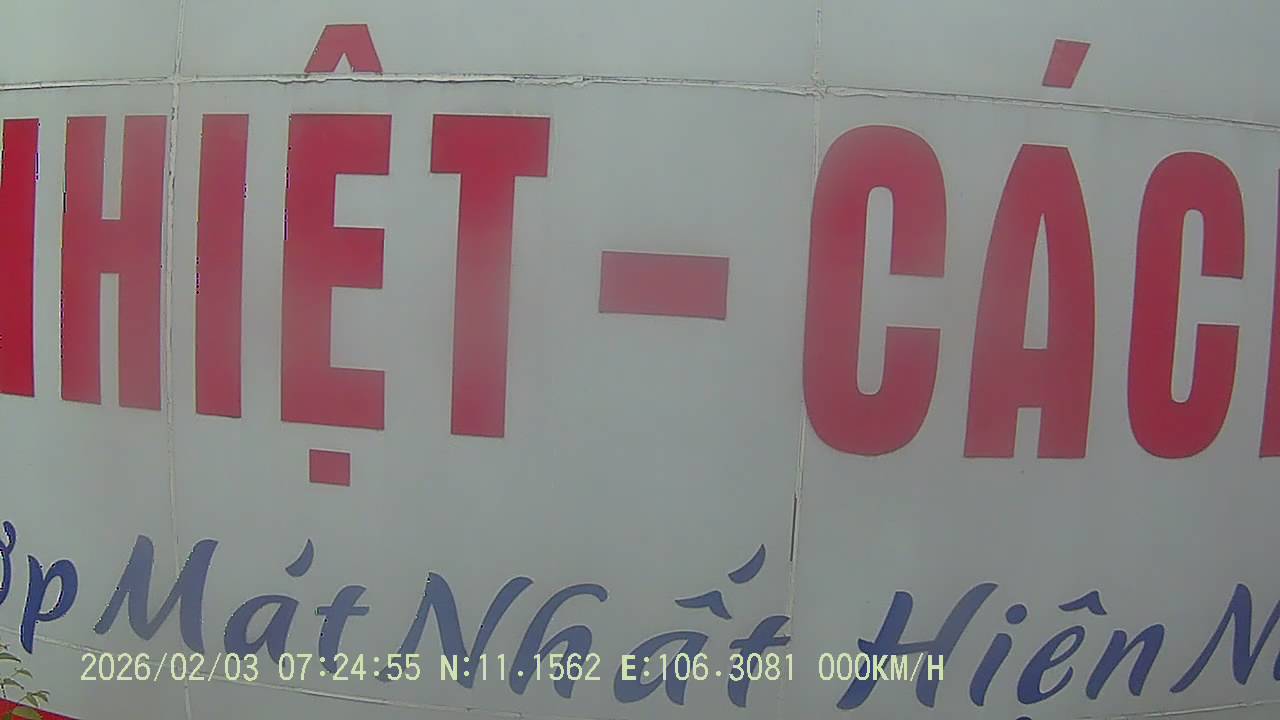 NHIỆT - CÁC
ợp Mát Nhất Hiện N
2026/02/03 07:24:55 N:11.1562 E:106.3081 000KM/H